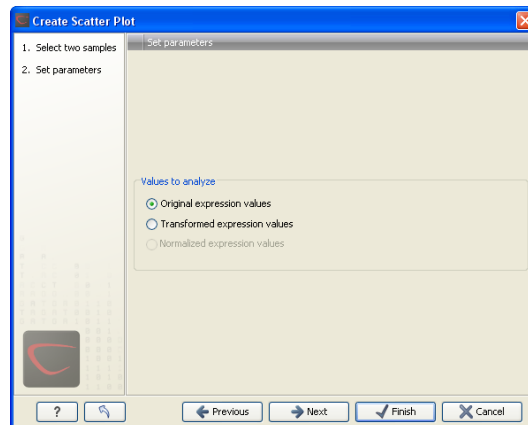 Create Scatter Plot
1. Select two samples
2. Set parameters
Set parameters
Values to analyze
Original expression values
Transformed expression values
Normalized expression values
?
Previous
Next
Finish
Cancel